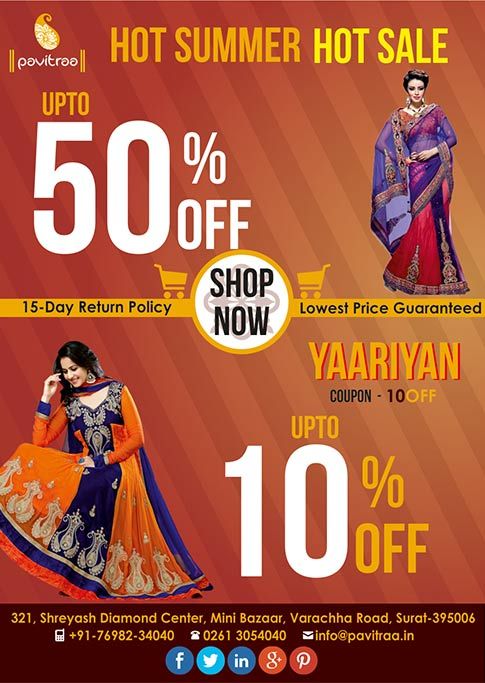 || pavitraa ||
HOT SUMMER HOT SALE
UPTO
50% OFF
SHOP
NOW
15-Day Return Policy
Lowest Price Guaranteed
YAARIYAN
COUPON - 10OFF
UPTO
10% OFF
321, Shreyash Diamond Center, Mini Bazaar, Varachha Road, Surat-395006
+91-76982-34040 0261 3054040 info@pavitraa.in
f in g+ p